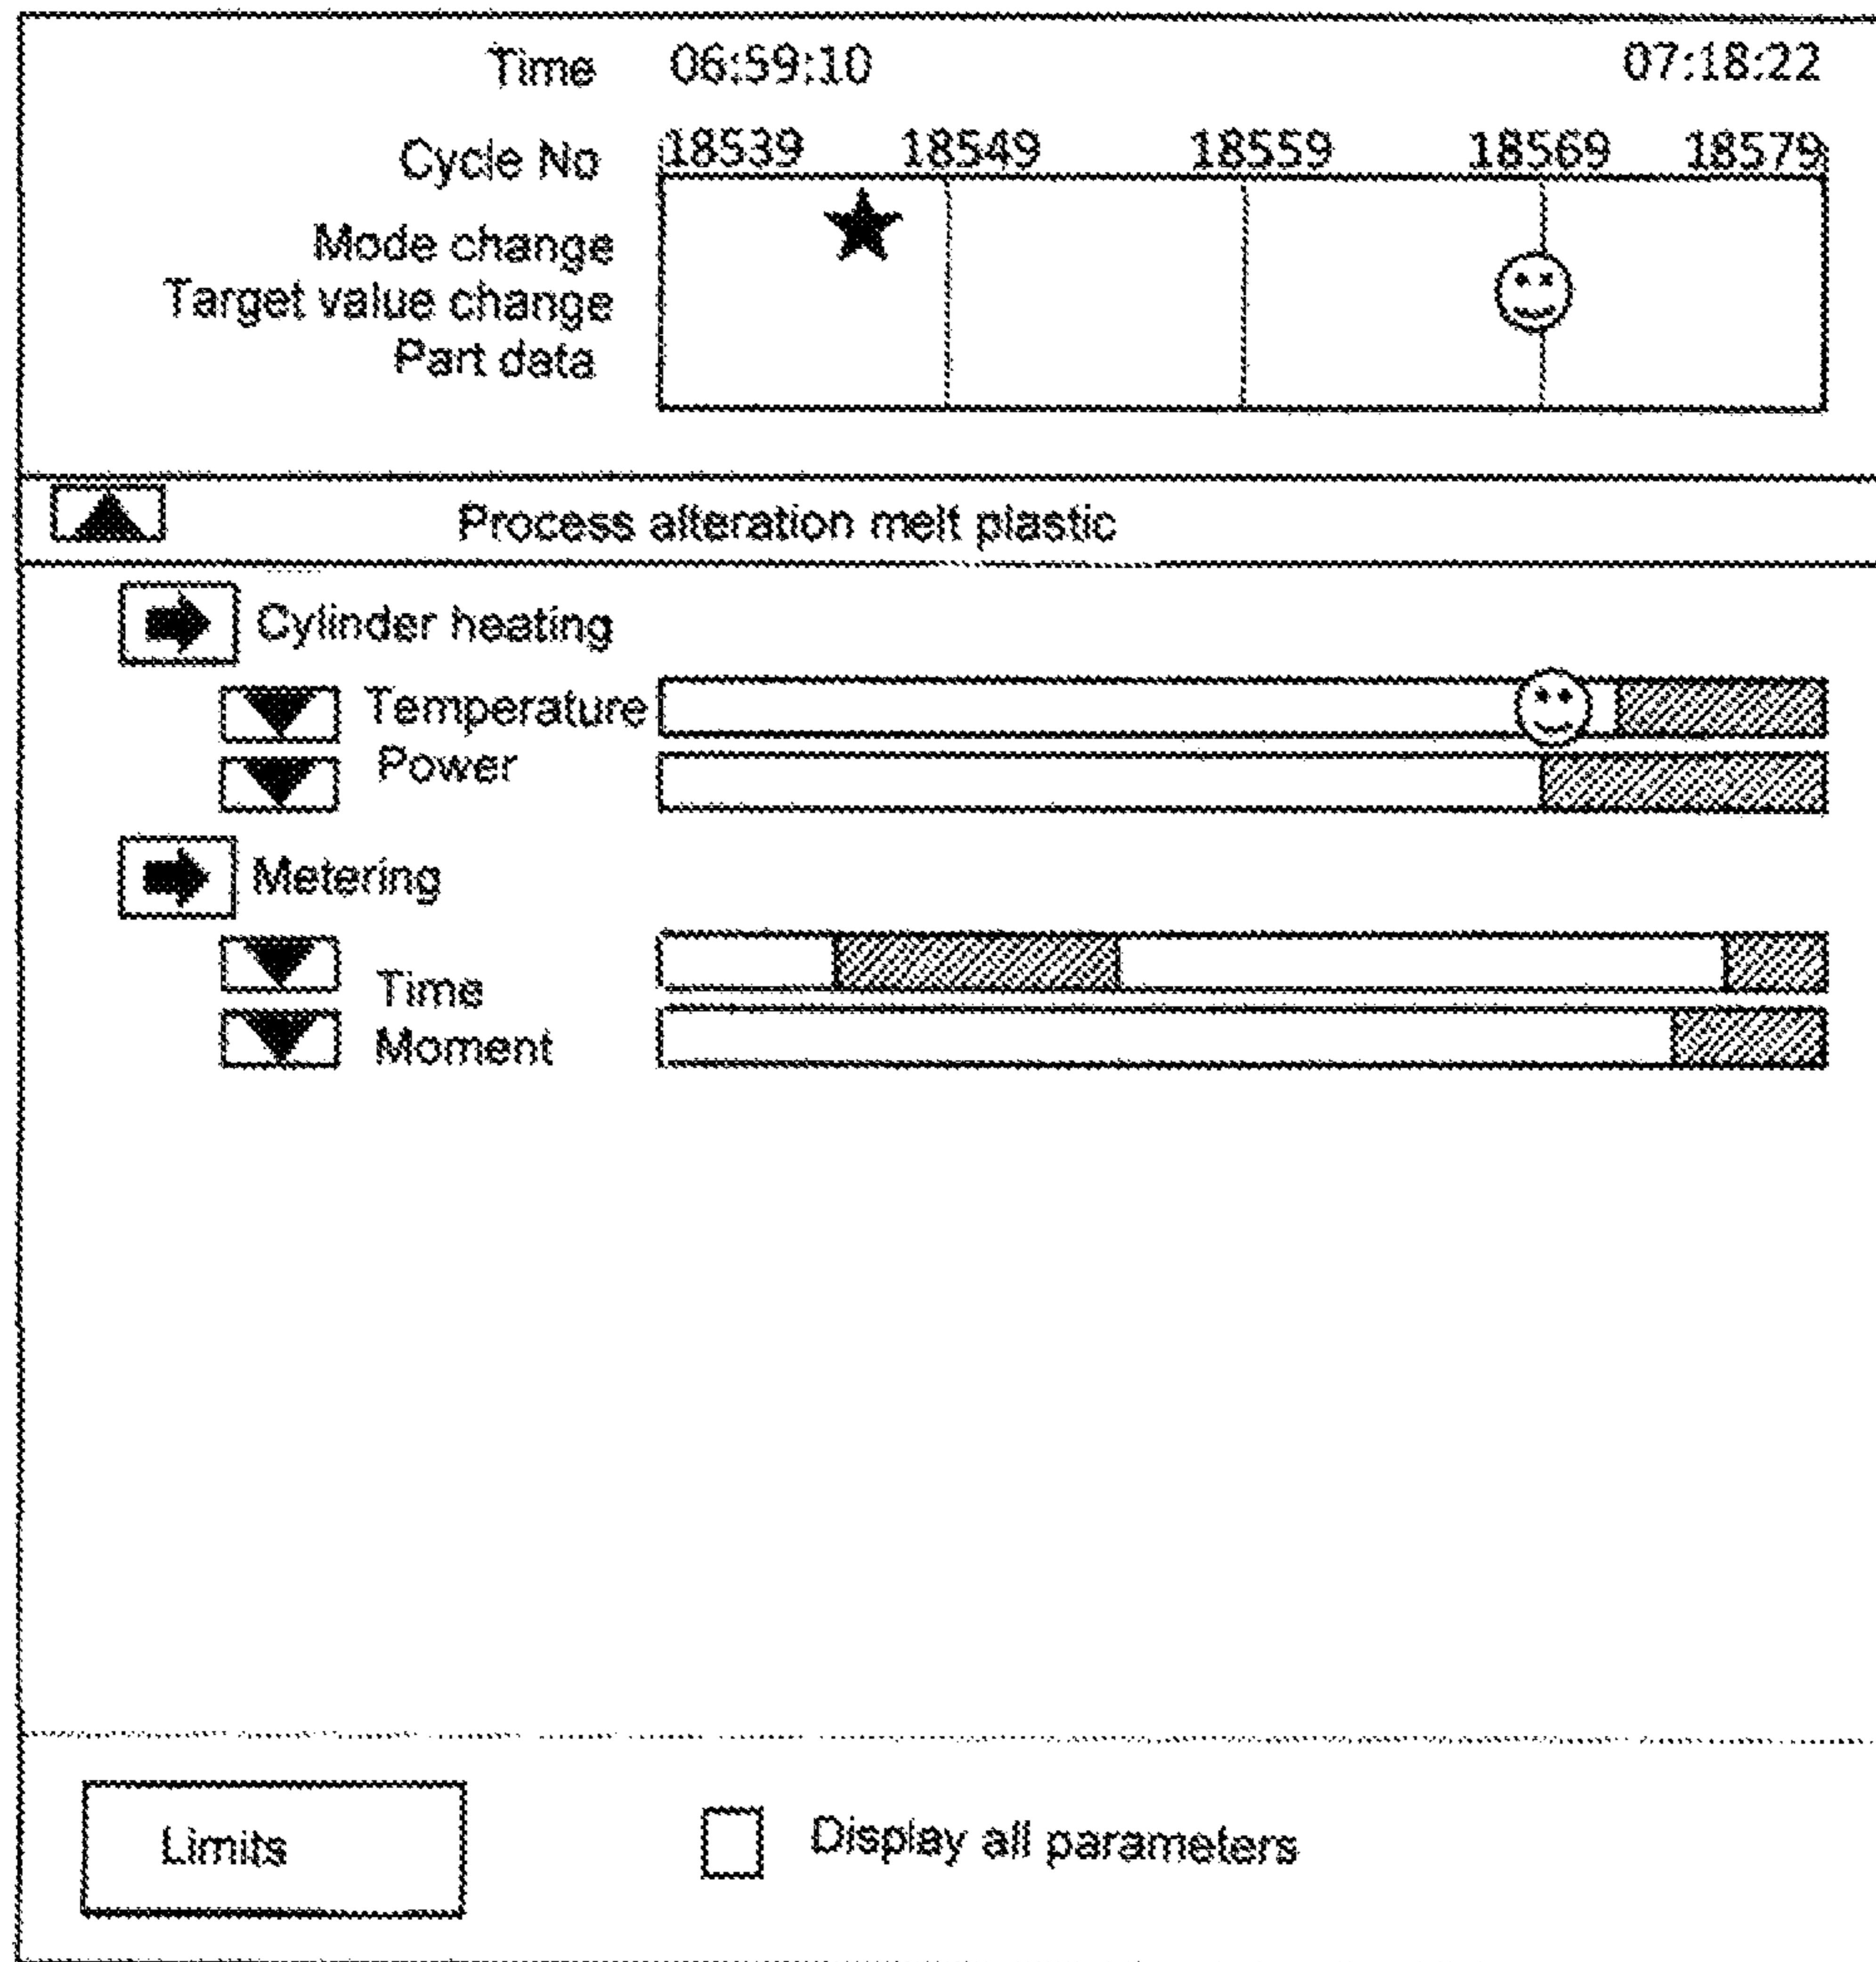 Time 06:59:10 07:18:22
Cycle No 18539 18549 18559 18569 18579
Mode change
Target value change
Part data
Process alteration melt plastic
Cylinder heating
Temperature
Power
Metering
Time
Moment
Limits Display all parameters